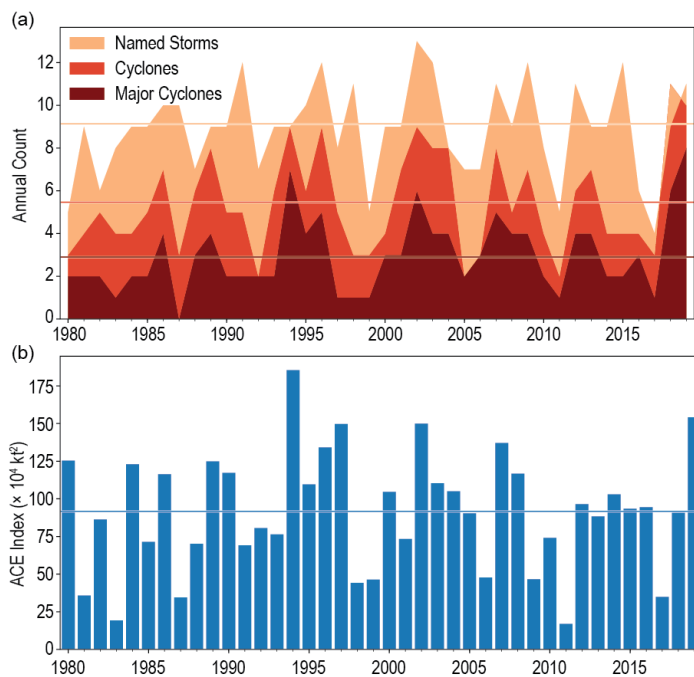 (a)
Named Storms
Cyclones
Major Cyclones
Annual Count
12
10
8
6
4
2
0
1980 1985 1990 1995 2000 2005 2010 2015
(b)
ACE Index (× 10⁴ kt²)
175
150
125
100
75
50
25
0
1980 1985 1990 1995 2000 2005 2010 2015